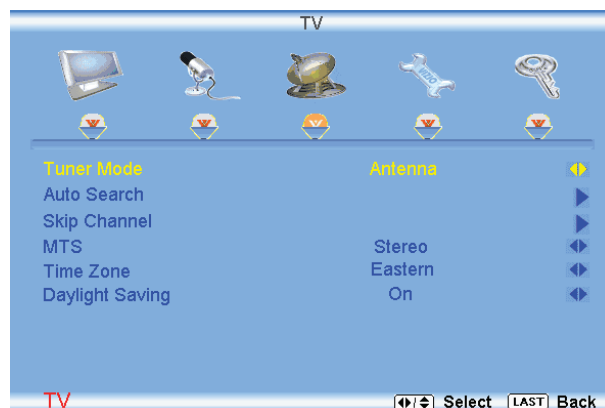 TV
Tuner Mode Antenna
Auto Search
Skip Channel
MTS Stereo
Time Zone Eastern
Daylight Saving On
TV Select LAST Back